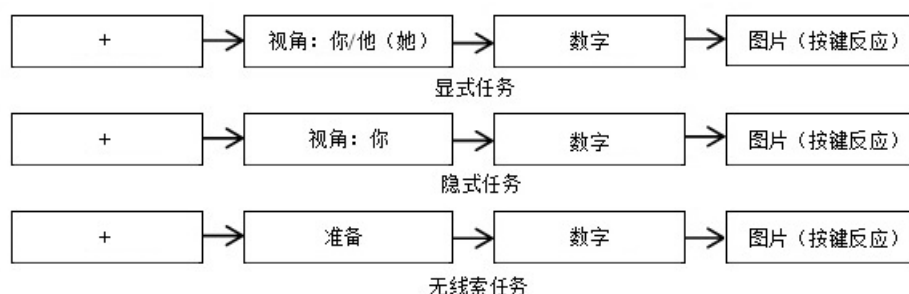 + 视角：你/他（她） 数字 图片（按键反应）
显式任务
+ 视角：你 数字 图片（按键反应）
隐式任务
+ 准备 数字 图片（按键反应）
无线索任务